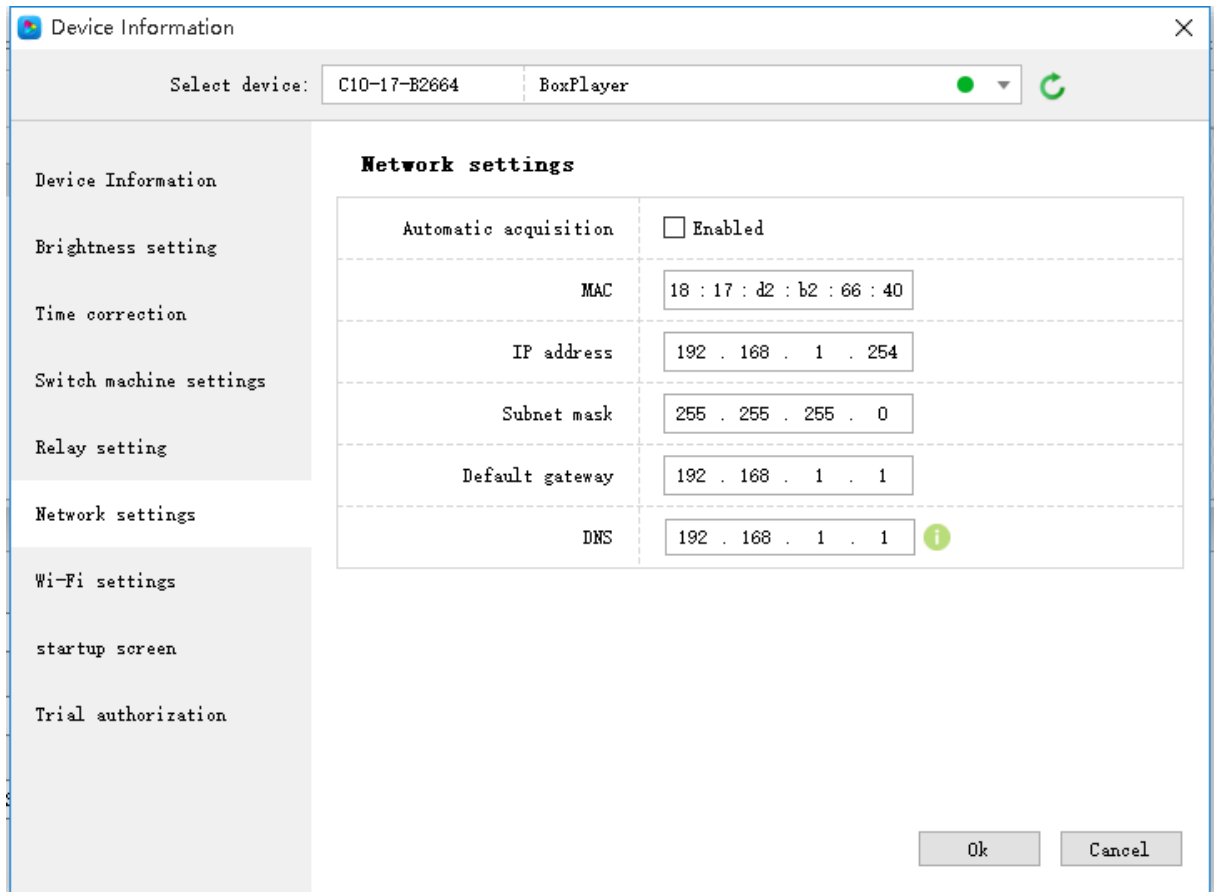 Device Information
Select device: C10-17-B2664 BoxPlayer
Device Information
Brightness setting
Time correction
Switch machine settings
Relay setting
Network settings
Wi-Fi settings
startup screen
Trial authorization
Network settings
Automatic acquisition Enabled
MAC 18 : 17 : d2 : b2 : 66 : 40
IP address 192 . 168 . 1 . 254
Subnet mask 255 . 255 . 255 . 0
Default gateway 192 . 168 . 1 . 1
DNS 192 . 168 . 1 . 1
Ok Cancel